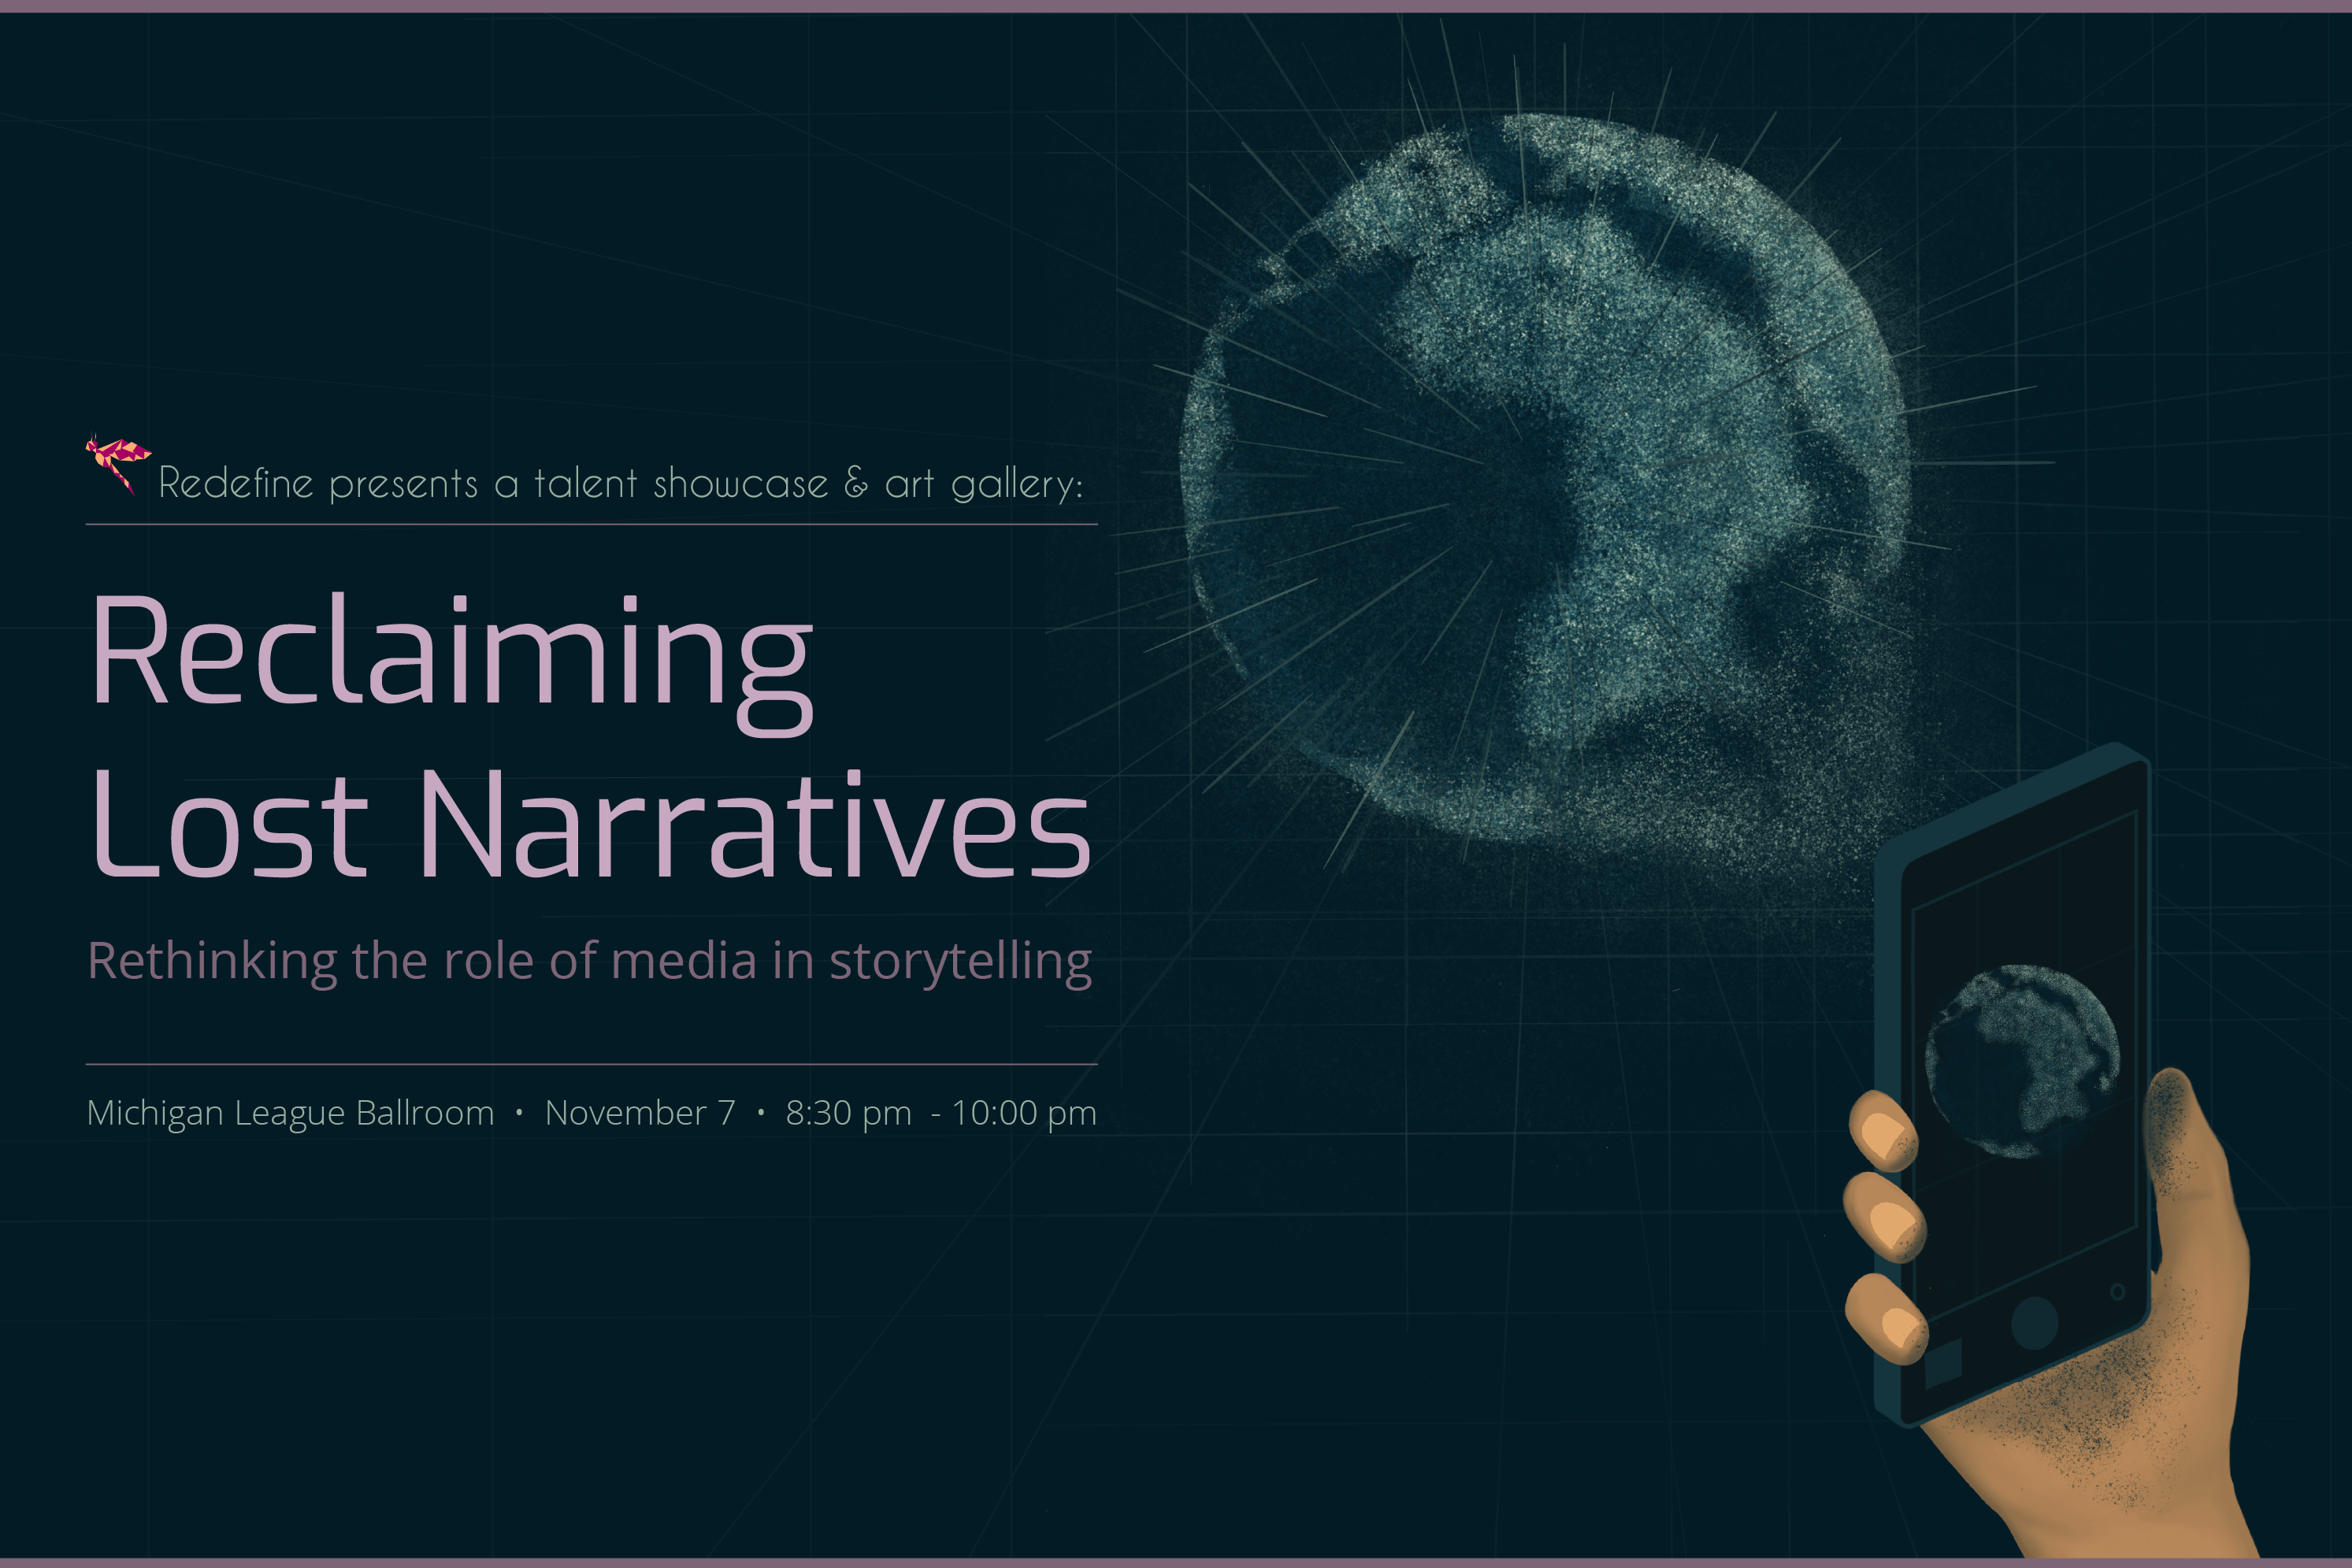 Redefine presents a talent showcase & art gallery:
Reclaiming
Lost Narratives
Rethinking the role of media in storytelling
Michigan League Ballroom • November 7 • 8:30 pm - 10:00 pm